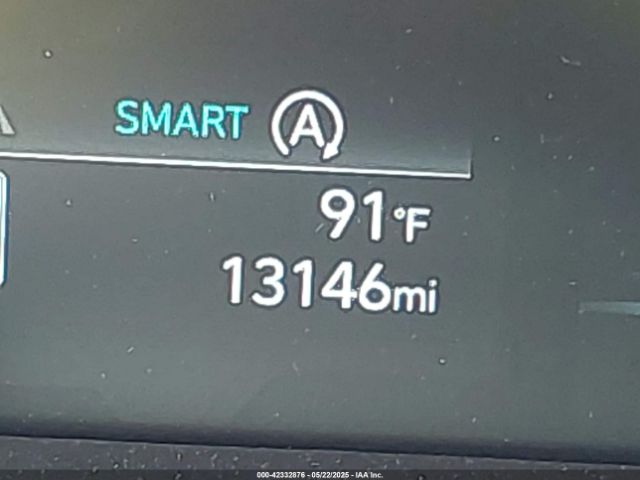 SMART A
91°F
13146mi
000-42332876 - 05/22/2025 - IAA Inc.